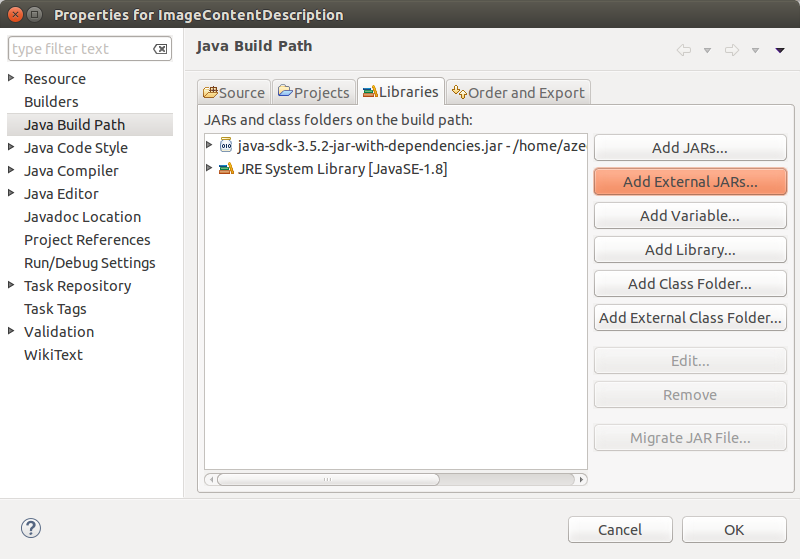 Properties for ImageContentDescription
type filter text
Java Build Path
Resource
Builders
Java Build Path
Java Code Style
Java Compiler
Java Editor
Javadoc Location
Project References
Run/Debug Settings
Task Repository
Task Tags
Validation
WikiText
Source
Projects
Libraries
Order and Export
JARs and class folders on the build path:
java-sdk-3.5.2-jar-with-dependencies.jar - /home/aze
JRE System Library [JavaSE-1.8]
Add JARs...
Add External JARs...
Add Variable...
Add Library...
Add Class Folder...
Add External Class Folder...
Edit...
Remove
Migrate JAR File...
?
Cancel
OK